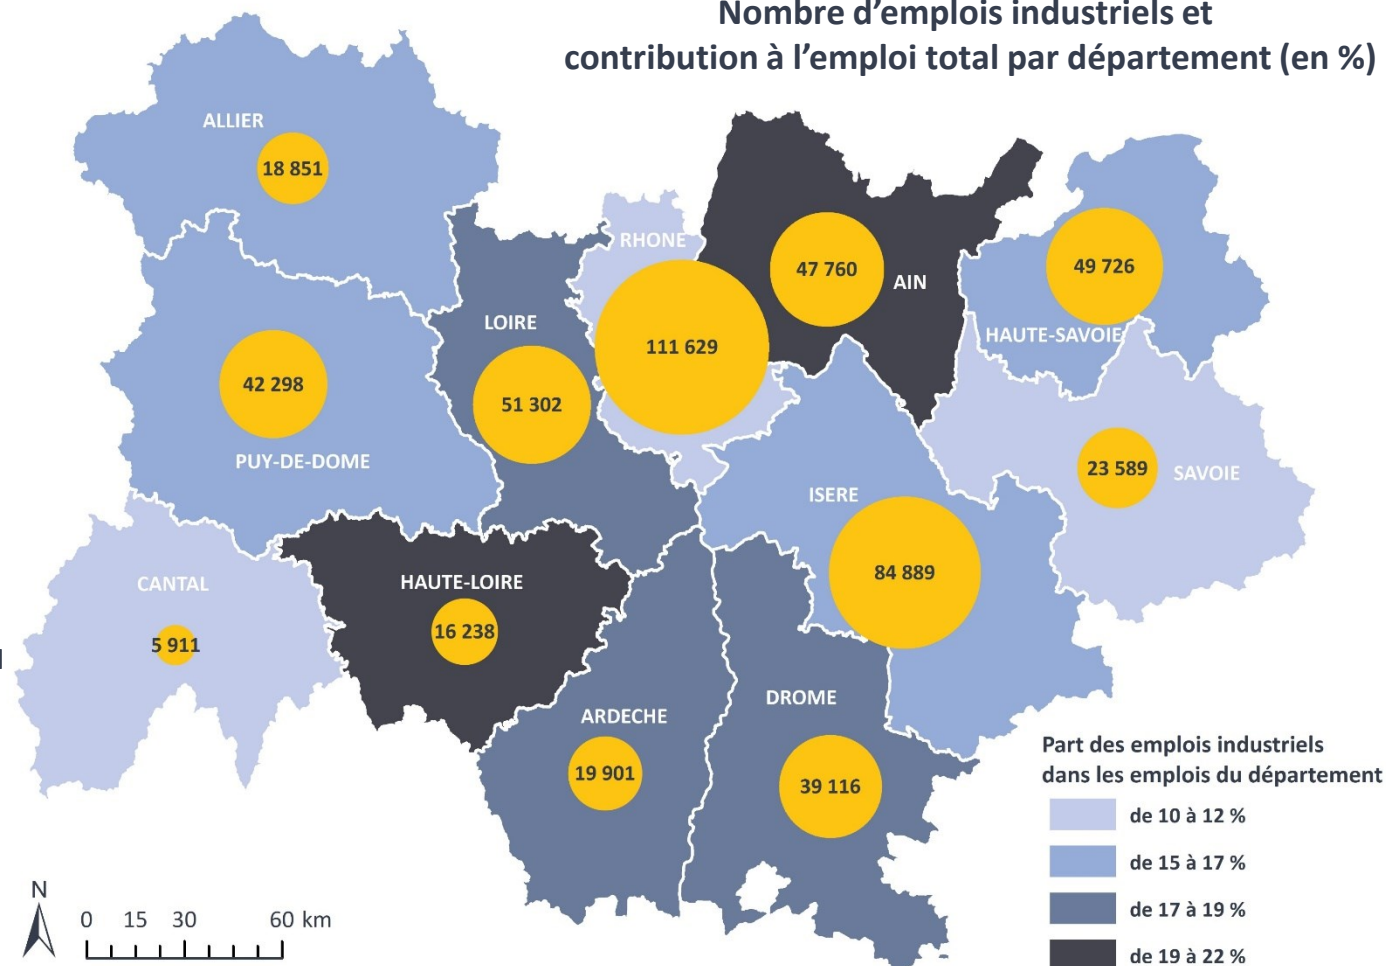 Nombre d’emplois industriels et
contribution à l’emploi total par département (en %)
ALLIER
18 851
RHONE
47 760
AIN
49 726
HAUTE-SAVOIE
LOIRE
111 629
42 298
51 302
PUY-DE-DOME
23 589
SAVOIE
ISERE
84 889
CANTAL
5 911
HAUTE-LOIRE
16 238
DROME
ARDECHE
19 901
39 116
Part des emplois industriels
dans les emplois du département
de 10 à 12 %
de 15 à 17 %
de 17 à 19 %
de 19 à 22 %
N
0 15 30 60 km